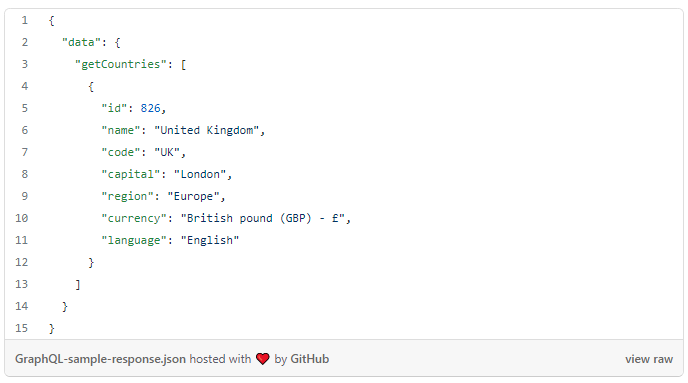 1 {
2 "data": {
3 "getCountries": [
4 {
5 "id": 826,
6 "name": "United Kingdom",
7 "code": "UK",
8 "capital": "London",
9 "region": "Europe",
10 "currency": "British pound (GBP) - £",
11 "language": "English"
12 }
13 ]
14 }
15 }
GraphQL-sample-response.json hosted with ❤ by GitHub view raw